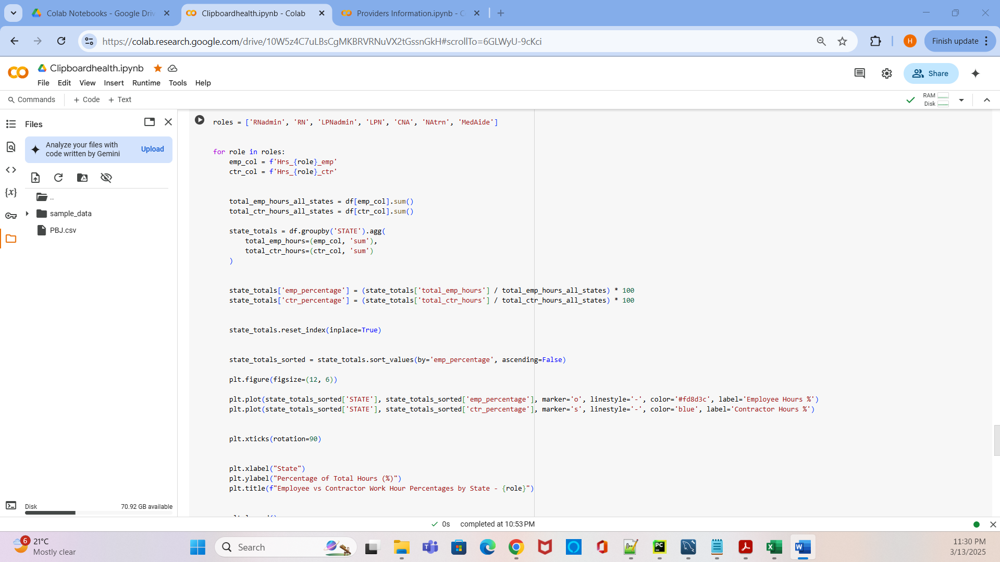 Colab Notebooks - Google Driv
Clipboardhealth.ipynb - Colab
Providers Information.ipynb - C
https://colab.research.google.com/drive/10W5z4C7uLBsCgMKBRVRNuVX2tGssnGkH#scrollTo=6GLWyU-9cKci
H
Finish update
Clipboardhealth.ipynb
File Edit View Insert Runtime Tools Help
Share
Commands + Code + Text
RAM
Disk
Files
Analyze your files with
code written by Gemini
Upload
{x}
..
sample_data
PBJ.csv
Disk 70.92 GB available
roles = ['RNadmin', 'RN', 'LPNadmin', 'LPN', 'CNA', 'NAtrn', 'MedAide']
for role in roles:
emp_col = f'Hrs_{role}_emp'
ctr_col = f'Hrs_{role}_ctr'
total_emp_hours_all_states = df[emp_col].sum()
total_ctr_hours_all_states = df[ctr_col].sum()
state_totals = df.groupby('STATE').agg(
total_emp_hours=(emp_col, 'sum'),
total_ctr_hours=(ctr_col, 'sum')
)
state_totals['emp_percentage'] = (state_totals['total_emp_hours'] / total_emp_hours_all_states) * 100
state_totals['ctr_percentage'] = (state_totals['total_ctr_hours'] / total_ctr_hours_all_states) * 100
state_totals.reset_index(inplace=True)
state_totals_sorted = state_totals.sort_values(by='emp_percentage', ascending=False)
plt.figure(figsize=(12, 6))
plt.plot(state_totals_sorted['STATE'], state_totals_sorted['emp_percentage'], marker='o', linestyle='-', color='#fd8d3c', label='Employee Hours %')
plt.plot(state_totals_sorted['STATE'], state_totals_sorted['ctr_percentage'], marker='s', linestyle='-', color='blue', label='Contractor Hours %')
plt.xticks(rotation=90)
plt.xlabel("State")
plt.ylabel("Percentage of Total Hours (%)")
plt.title(f"Employee vs Contractor Work Hour Percentages by State - {role}")
0s completed at 10:53 PM
6
21°C
Mostly clear
Search
11:30 PM
3/13/2025